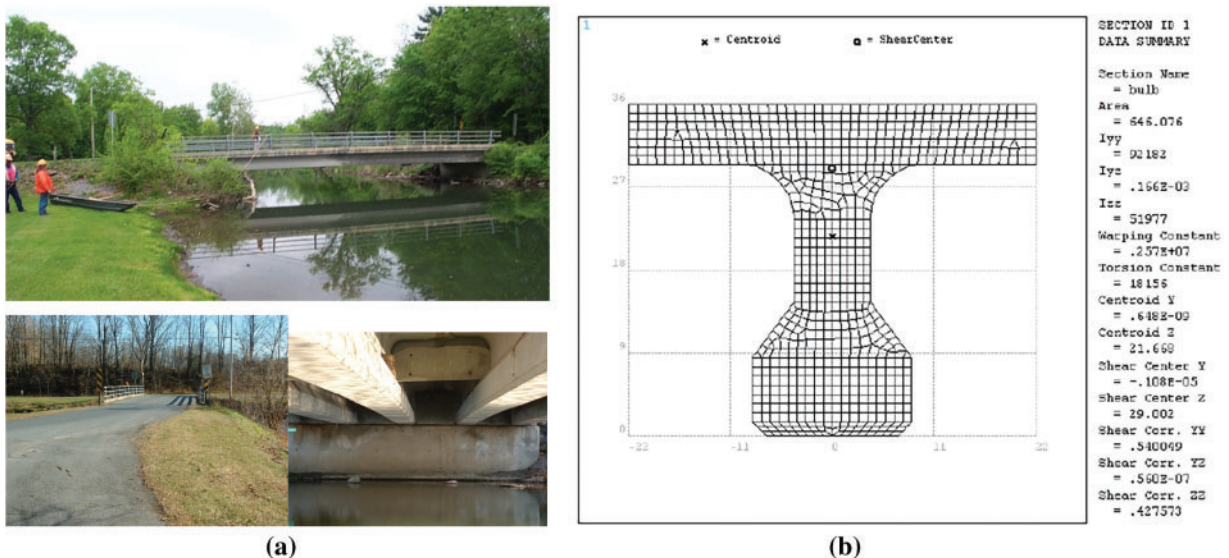 1
× = Centroid
o = ShearCenter
36
27
18
9
0
-22
-11
0
11
22
SECTION ID 1
DATA SUMMARY
Section Name
= bulb
Area
= 646.076
Iyy
= 92182
Iyz
= .166E-03
Izz
= 51977
Warping Constant
= .257E+07
Torsion Constant
= 18156
Centroid Y
= .648E-09
Centroid Z
= 21.668
Shear Center Y
= -.108E-05
Shear Center Z
= 29.002
Shear Corr. YY
= .540049
Shear Corr. YZ
= .560E-07
Shear Corr. ZZ
= .427573
(a)
(b)